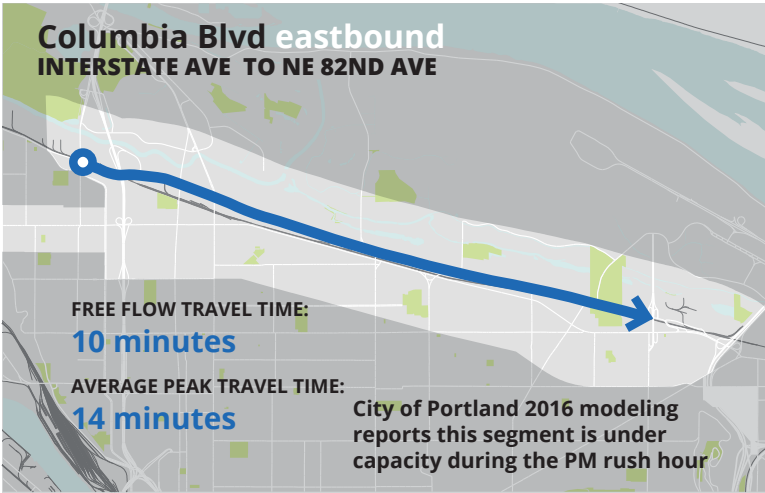 Columbia Blvd eastbound
INTERSTATE AVE TO NE 82ND AVE
FREE FLOW TRAVEL TIME:
10 minutes
AVERAGE PEAK TRAVEL TIME:
14 minutes
City of Portland 2016 modeling
reports this segment is under
capacity during the PM rush hour